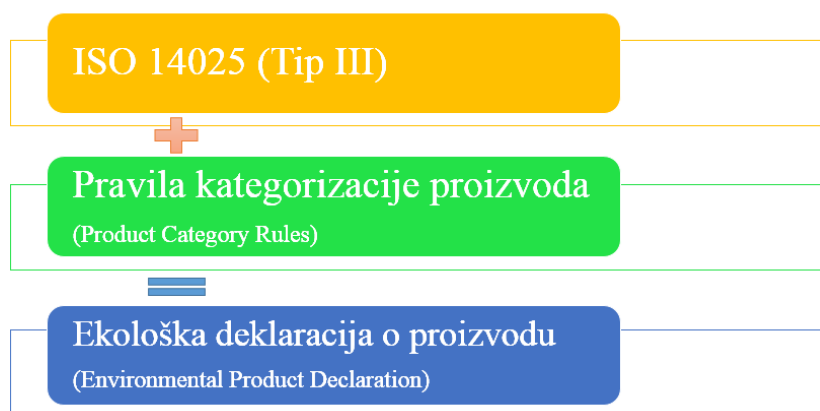 ISO 14025 (Tip III)
Pravila kategorizacije proizvoda
(Product Category Rules)
Ekološka deklaracija o proizvodu
(Environmental Product Declaration)